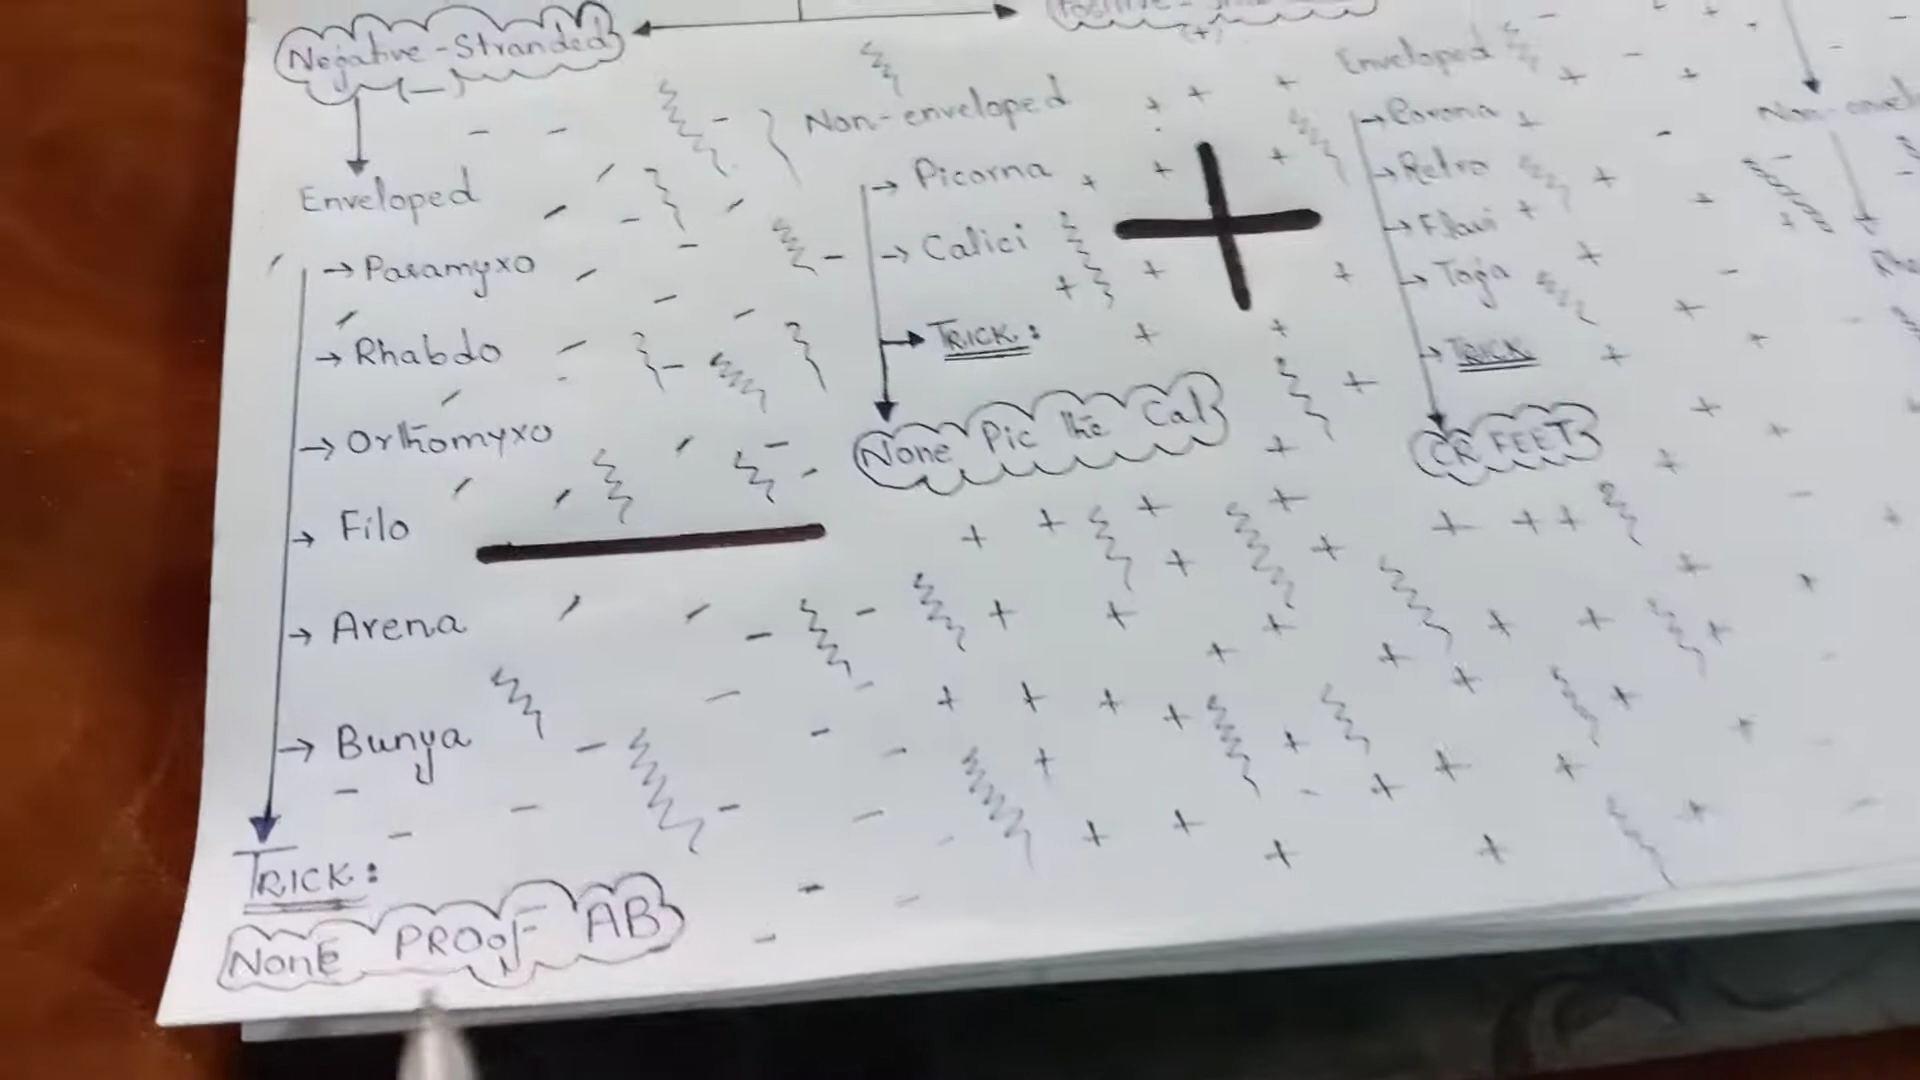 Negative-Stranded
(-)
Enveloped
→ Paramyxo
→ Rhabdo
→ Orthomyxo
→ Filo
→ Arena
→ Bunya
TRICK:
NonE PROOF AB
(+)
Non-enveloped
→ Picorna
→ Calici
→ TRICK:
None Pic the Cal
Enveloped
→ Corona
→ Retro
→ Flavi
→ Toga
→ TRICK
CR FEET